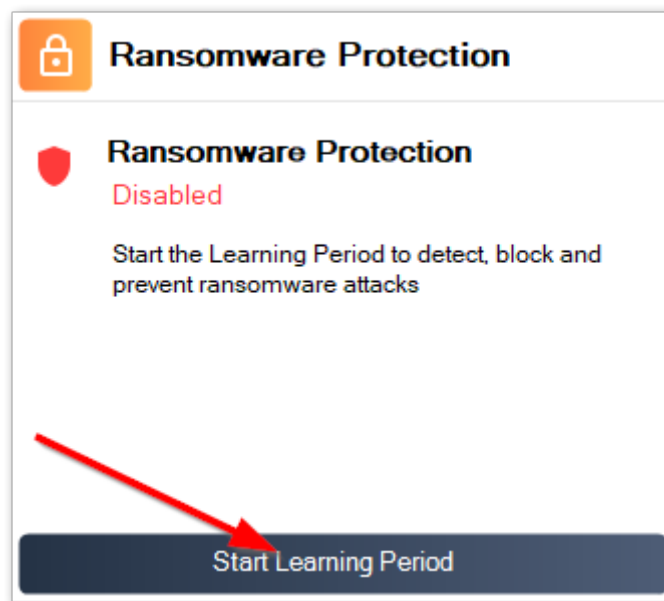 Ransomware Protection
Ransomware Protection
Disabled
Start the Learning Period to detect, block and
prevent ransomware attacks
Start Learning Period